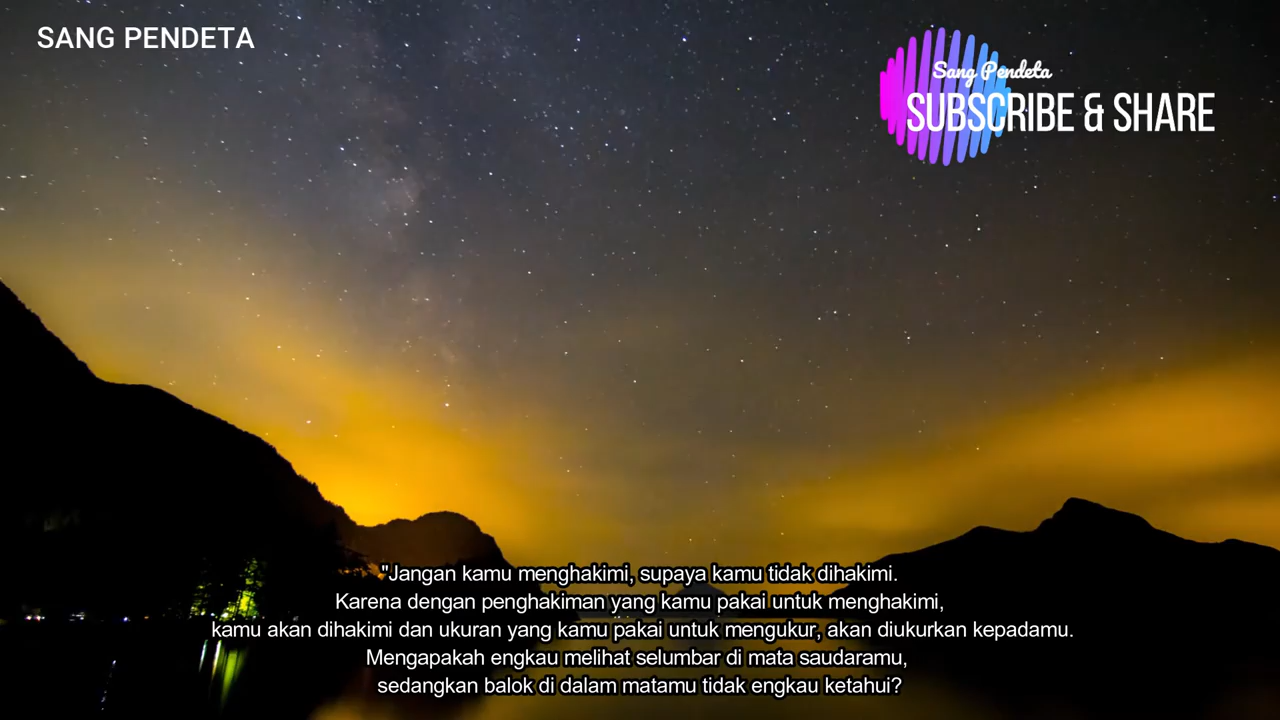 SANG PENDETA
Sang Pendeta
SUBSCRIBE & SHARE
"Jangan kamu menghakimi, supaya kamu tidak dihakimi.
Karena dengan penghakiman yang kamu pakai untuk menghakimi,
kamu akan dihakimi dan ukuran yang kamu pakai untuk mengukur, akan diukurkan kepadamu.
Mengapakah engkau melihat selumbar di mata saudaramu,
sedangkan balok di dalam matamu tidak engkau ketahui?